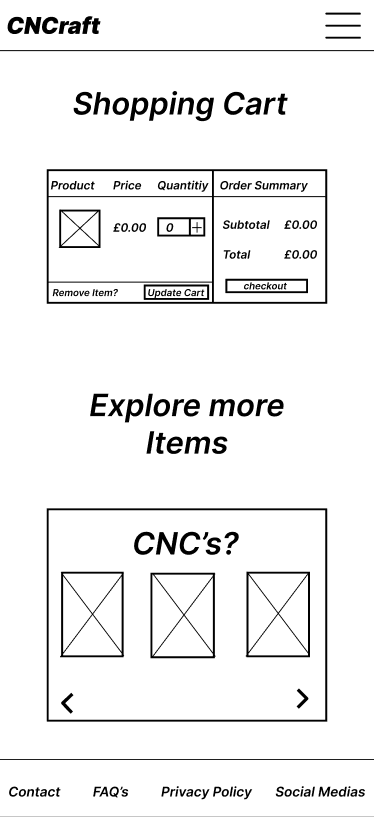 CNCraft
Shopping Cart
Product Price Quantitiy Order Summary
£0.00 0 + Subtotal £0.00
Total £0.00
checkout
Remove Item? Update Cart
Explore more
Items
CNC’s?
Contact FAQ’s Privacy Policy Social Medias